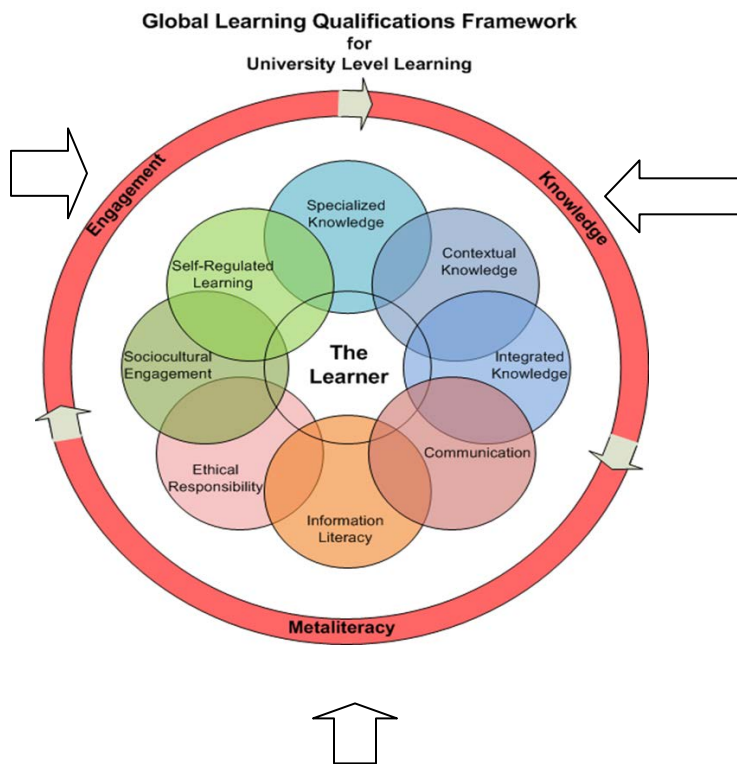 Global Learning Qualifications Framework
for
University Level Learning
Engagement
Knowledge
Specialized
Knowledge
Contextual
Knowledge
Self-Regulated
Learning
The
Learner
Sociocultural
Engagement
Integrated
Knowledge
Communication
Ethical
Responsibility
Information
Literacy
Metaliteracy